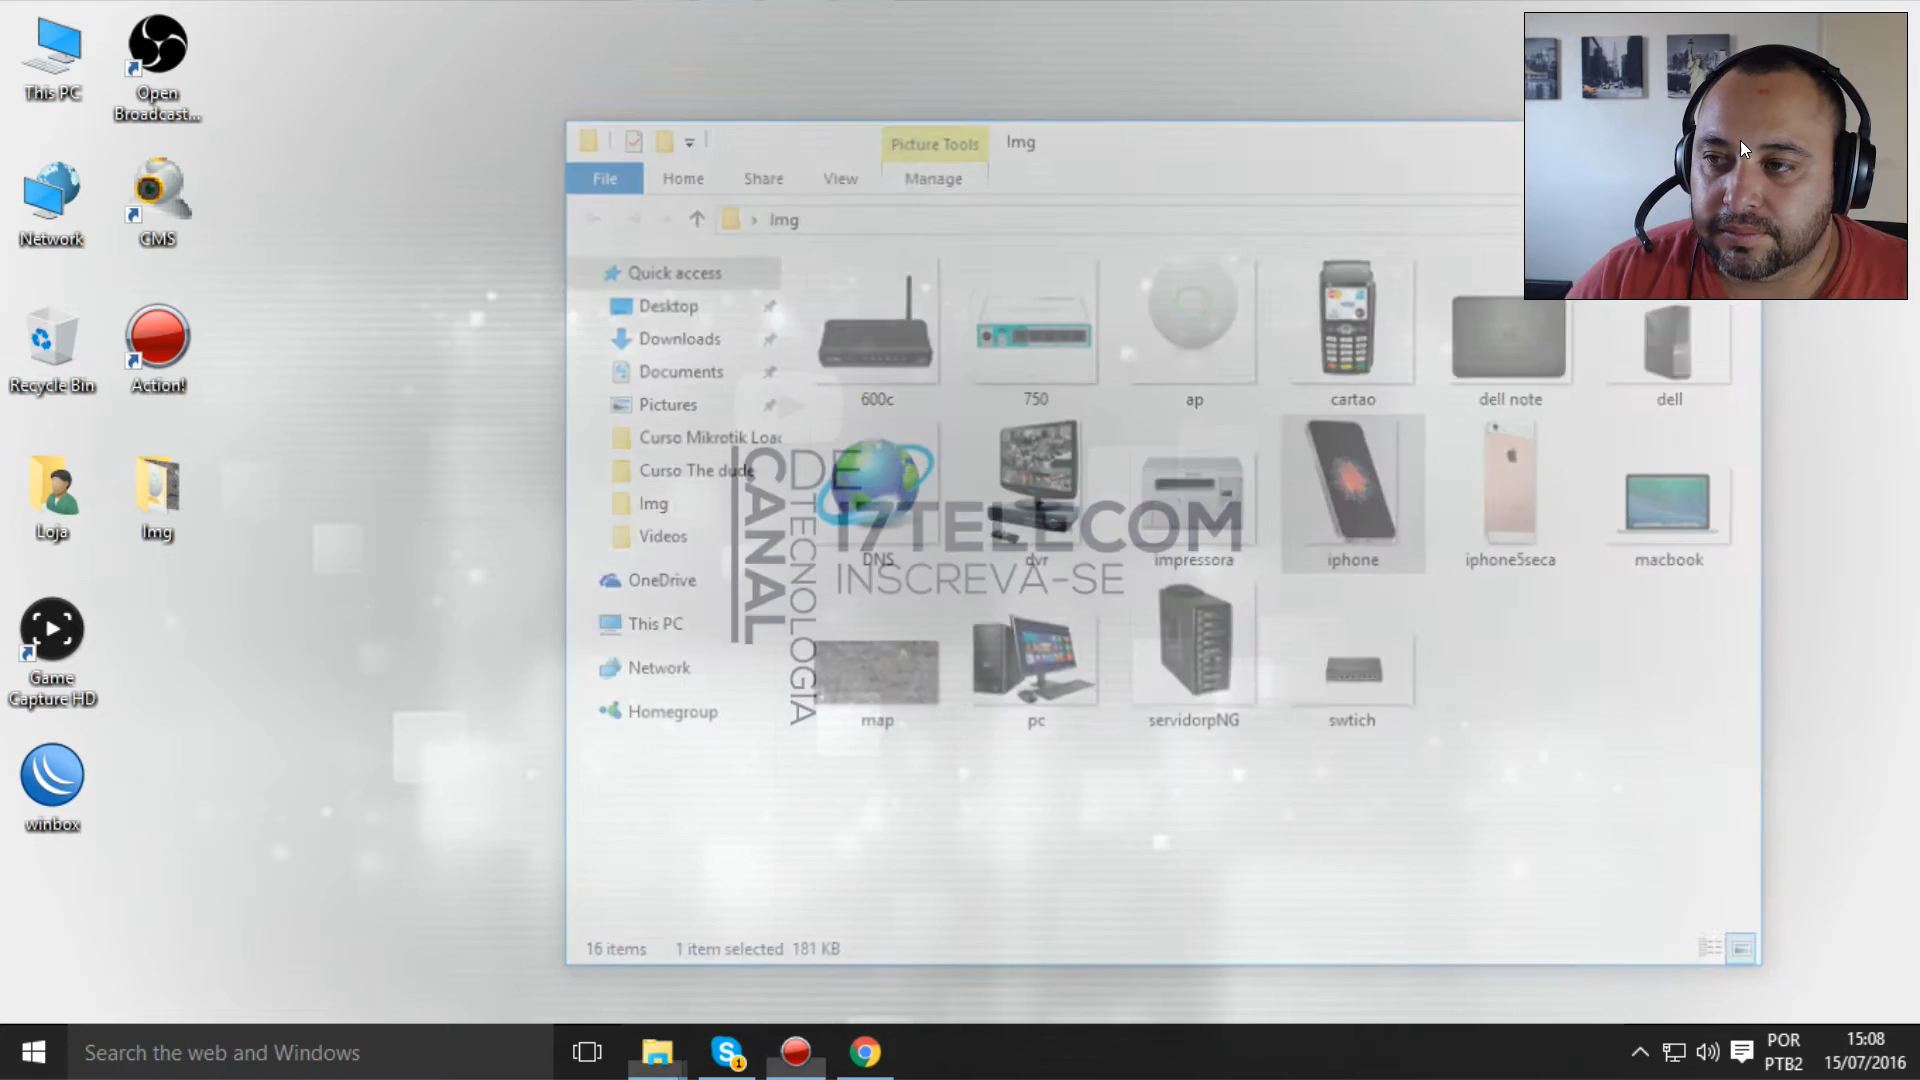 This PC
Open
Broadcast...
Network
CMS
Recycle Bin
Action!
Loja
Img
Game
Capture HD
winbox
Picture Tools
Img
File
Home
Share
View
Manage
Img
Quick access
Desktop
Downloads
Documents
Pictures
Curso Mikrotik Loa
Curso The dude
Img
Videos
OneDrive
This PC
Network
Homegroup
600c
750
ap
cartao
dell note
dell
DNS
dvr
impressora
iphone
iphone5seca
macbook
map
pc
servidorpNG
swtich
CANAL
DE
TECNOLOGIA
I7TELECOM
INSCREVA-SE
16 items
1 item selected 181 KB
Search the web and Windows
POR
PTB2
15:08
15/07/2016